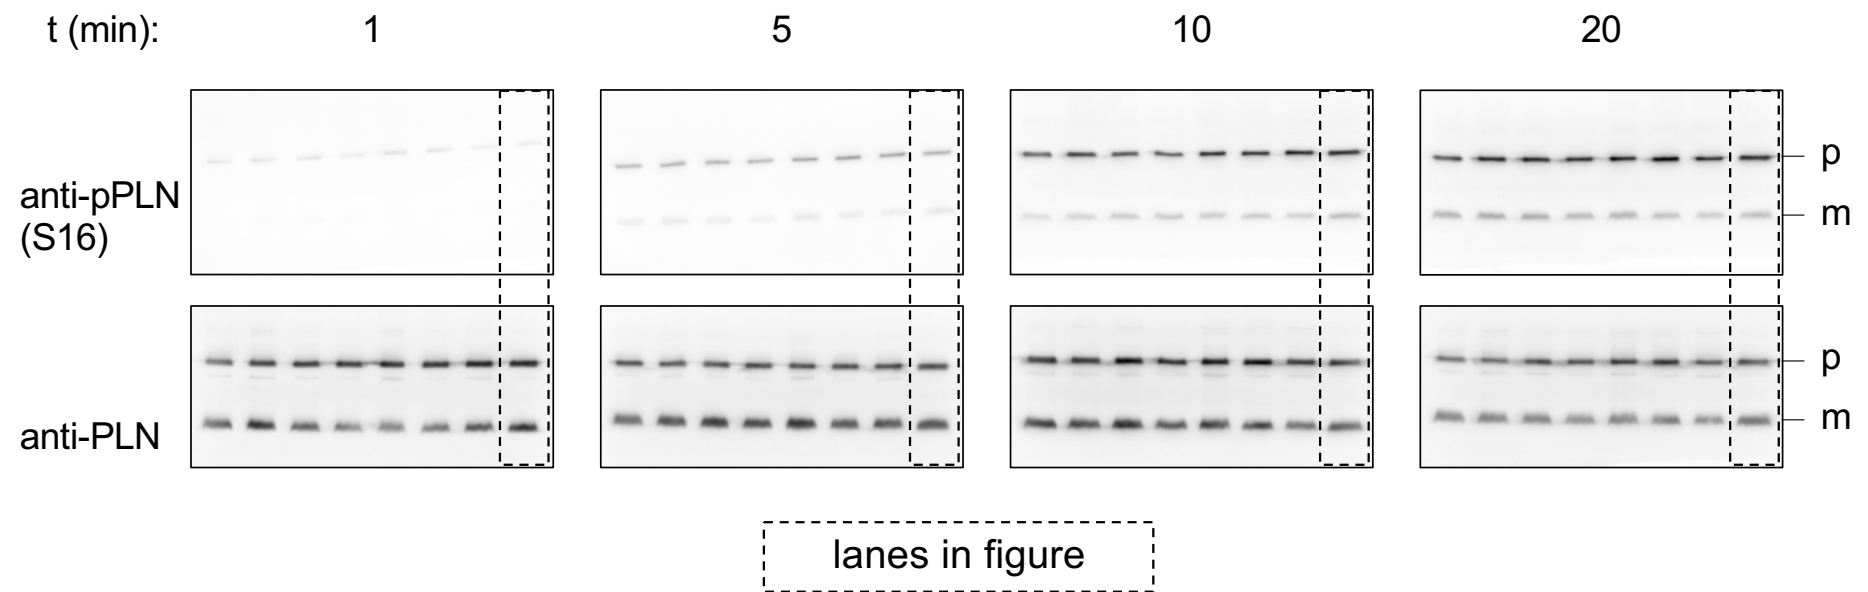 t (min): 1 5 10 20
anti-pPLN
(S16)
p
m
anti-PLN
p
m
lanes in figure